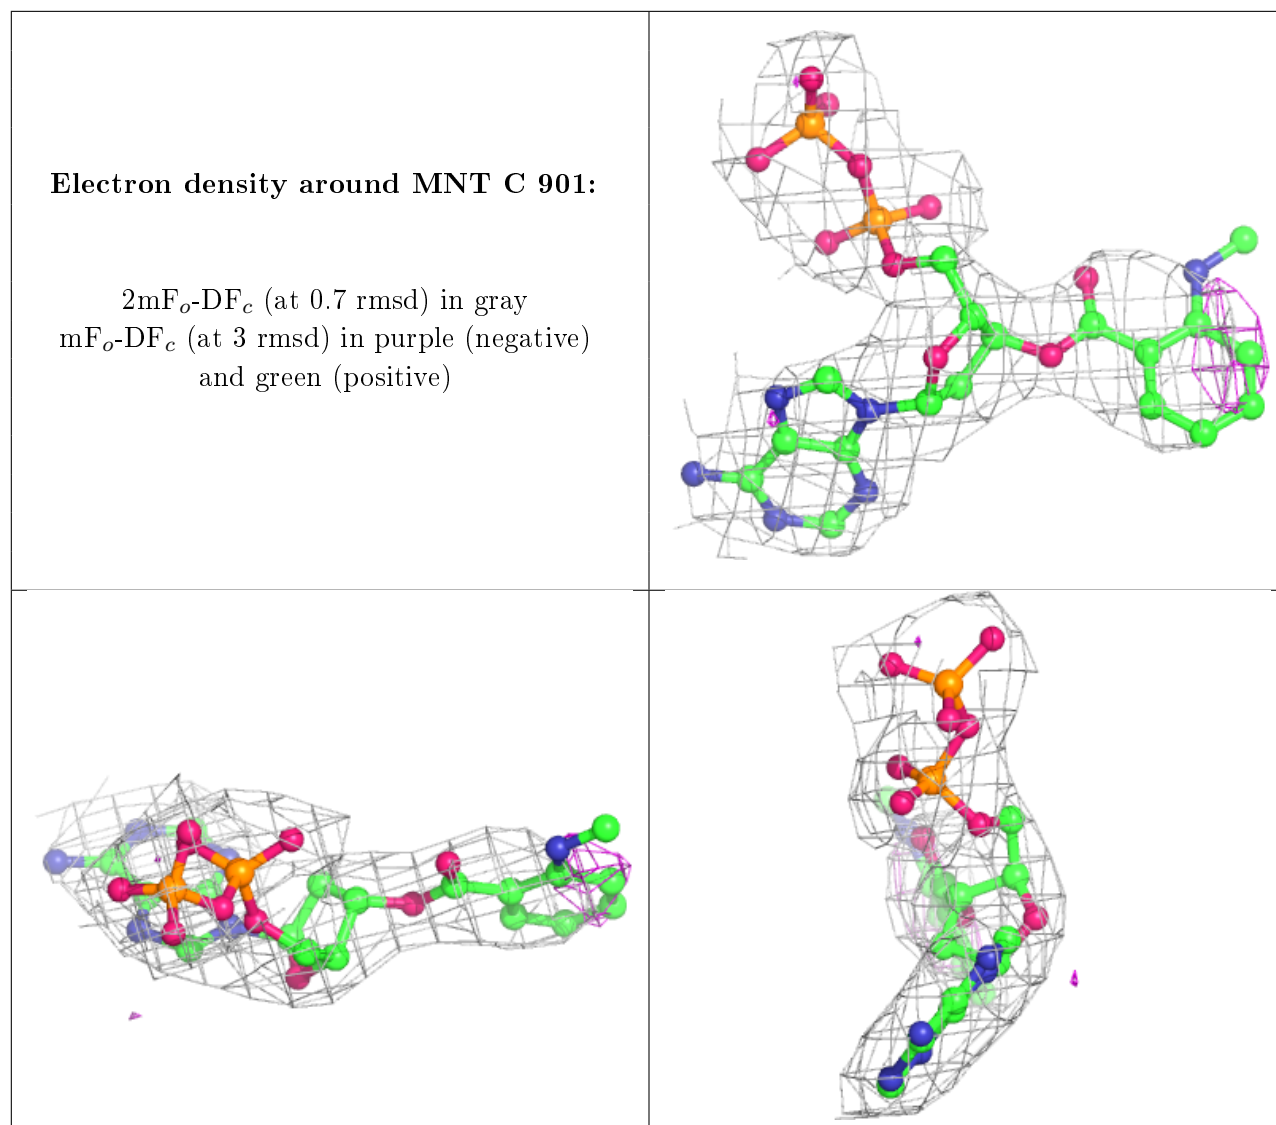 Electron density around MNT C 901:
2mFo-DFc (at 0.7 rmsd) in gray
mFo-DFc (at 3 rmsd) in purple (negative)
and green (positive)